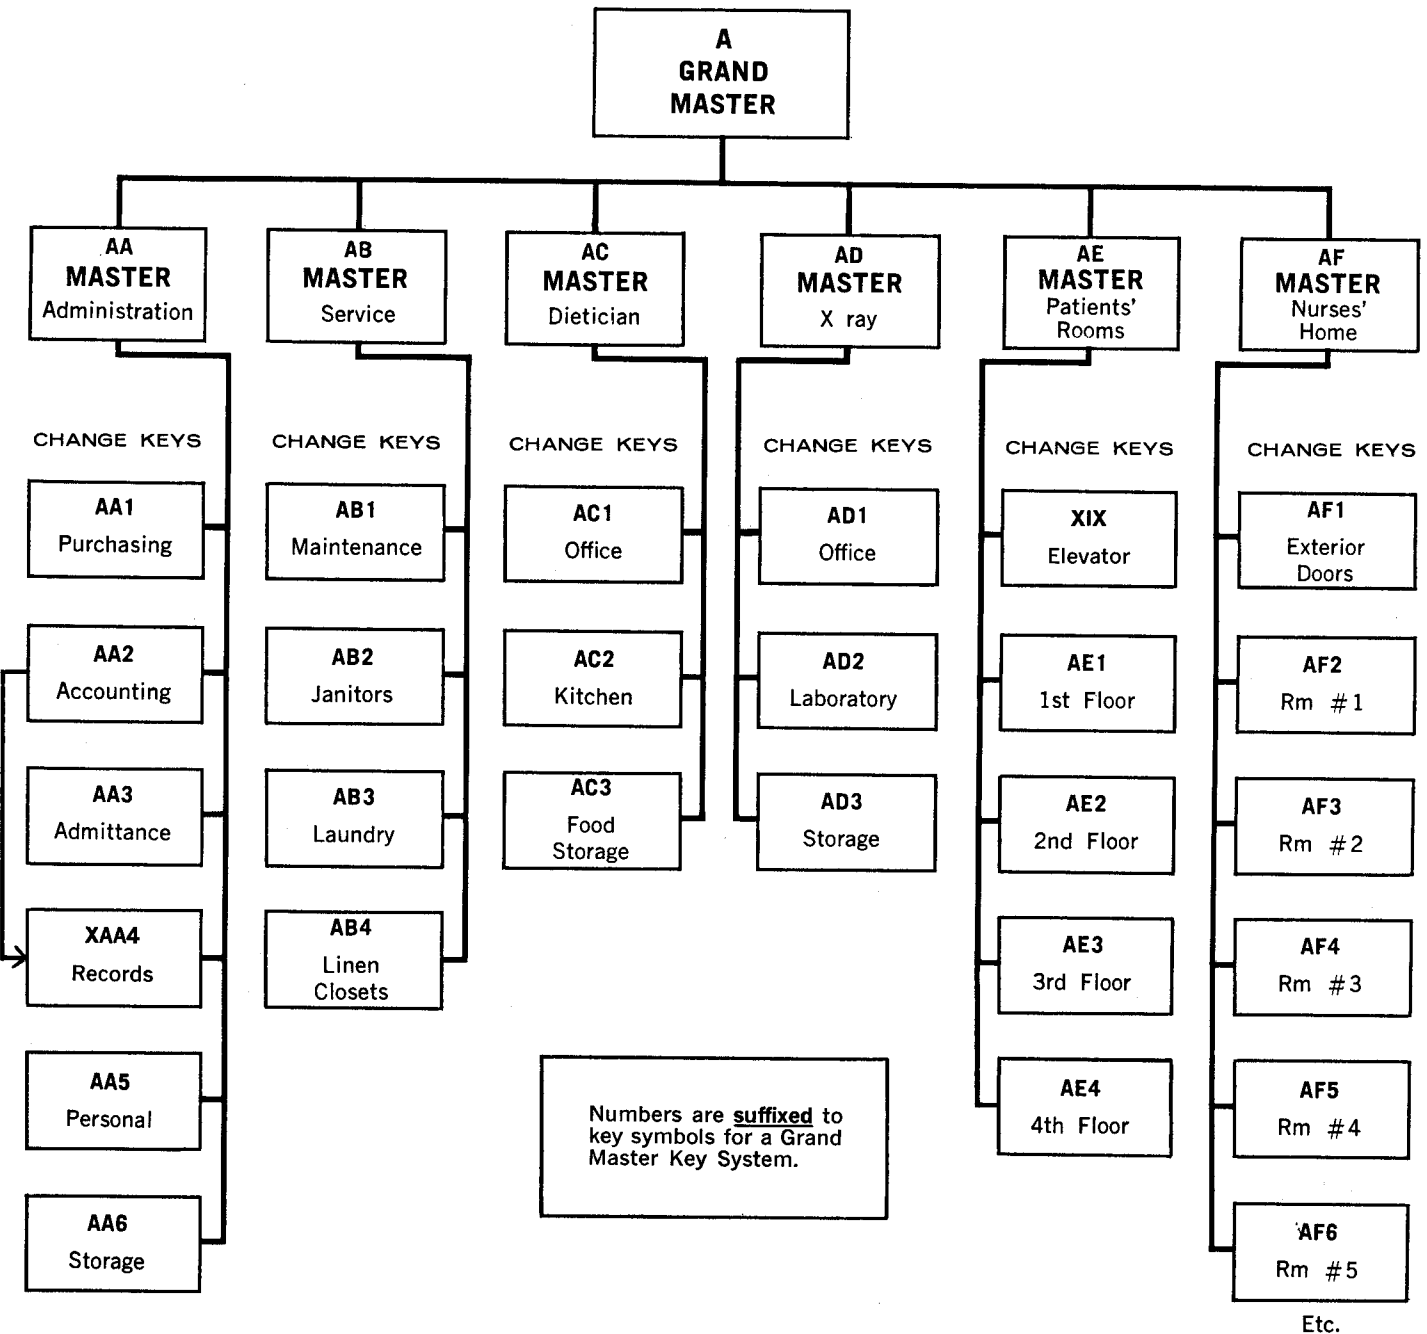 A
GRAND
MASTER
AA
MASTER
Administration
AB
MASTER
Service
AC
MASTER
Dietician
AD
MASTER
X ray
AE
MASTER
Patients'
Rooms
AF
MASTER
Nurses'
Home
CHANGE KEYS
AA1
Purchasing
AA2
Accounting
AA3
Admittance
XAA4
Records
AA5
Personal
AA6
Storage
CHANGE KEYS
AB1
Maintenance
AB2
Janitors
AB3
Laundry
AB4
Linen
Closets
CHANGE KEYS
AC1
Office
AC2
Kitchen
AC3
Food
Storage
CHANGE KEYS
AD1
Office
AD2
Laboratory
AD3
Storage
CHANGE KEYS
XIX
Elevator
AE1
1st Floor
AE2
2nd Floor
AE3
3rd Floor
AE4
4th Floor
CHANGE KEYS
AF1
Exterior
Doors
AF2
Rm #1
AF3
Rm #2
AF4
Rm #3
AF5
Rm #4
AF6
Rm #5
Etc.
Numbers are suffixed to
key symbols for a Grand
Master Key System.